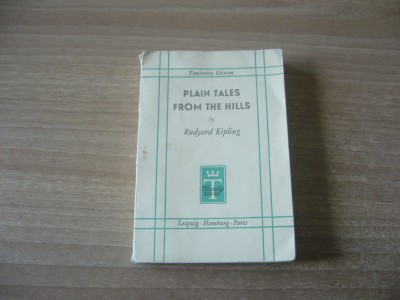 Tauchnitz Edition
PLAIN TALES
FROM THE HILLS
by
Rudyard Kipling
T
Leipzig · Hamburg · Paris